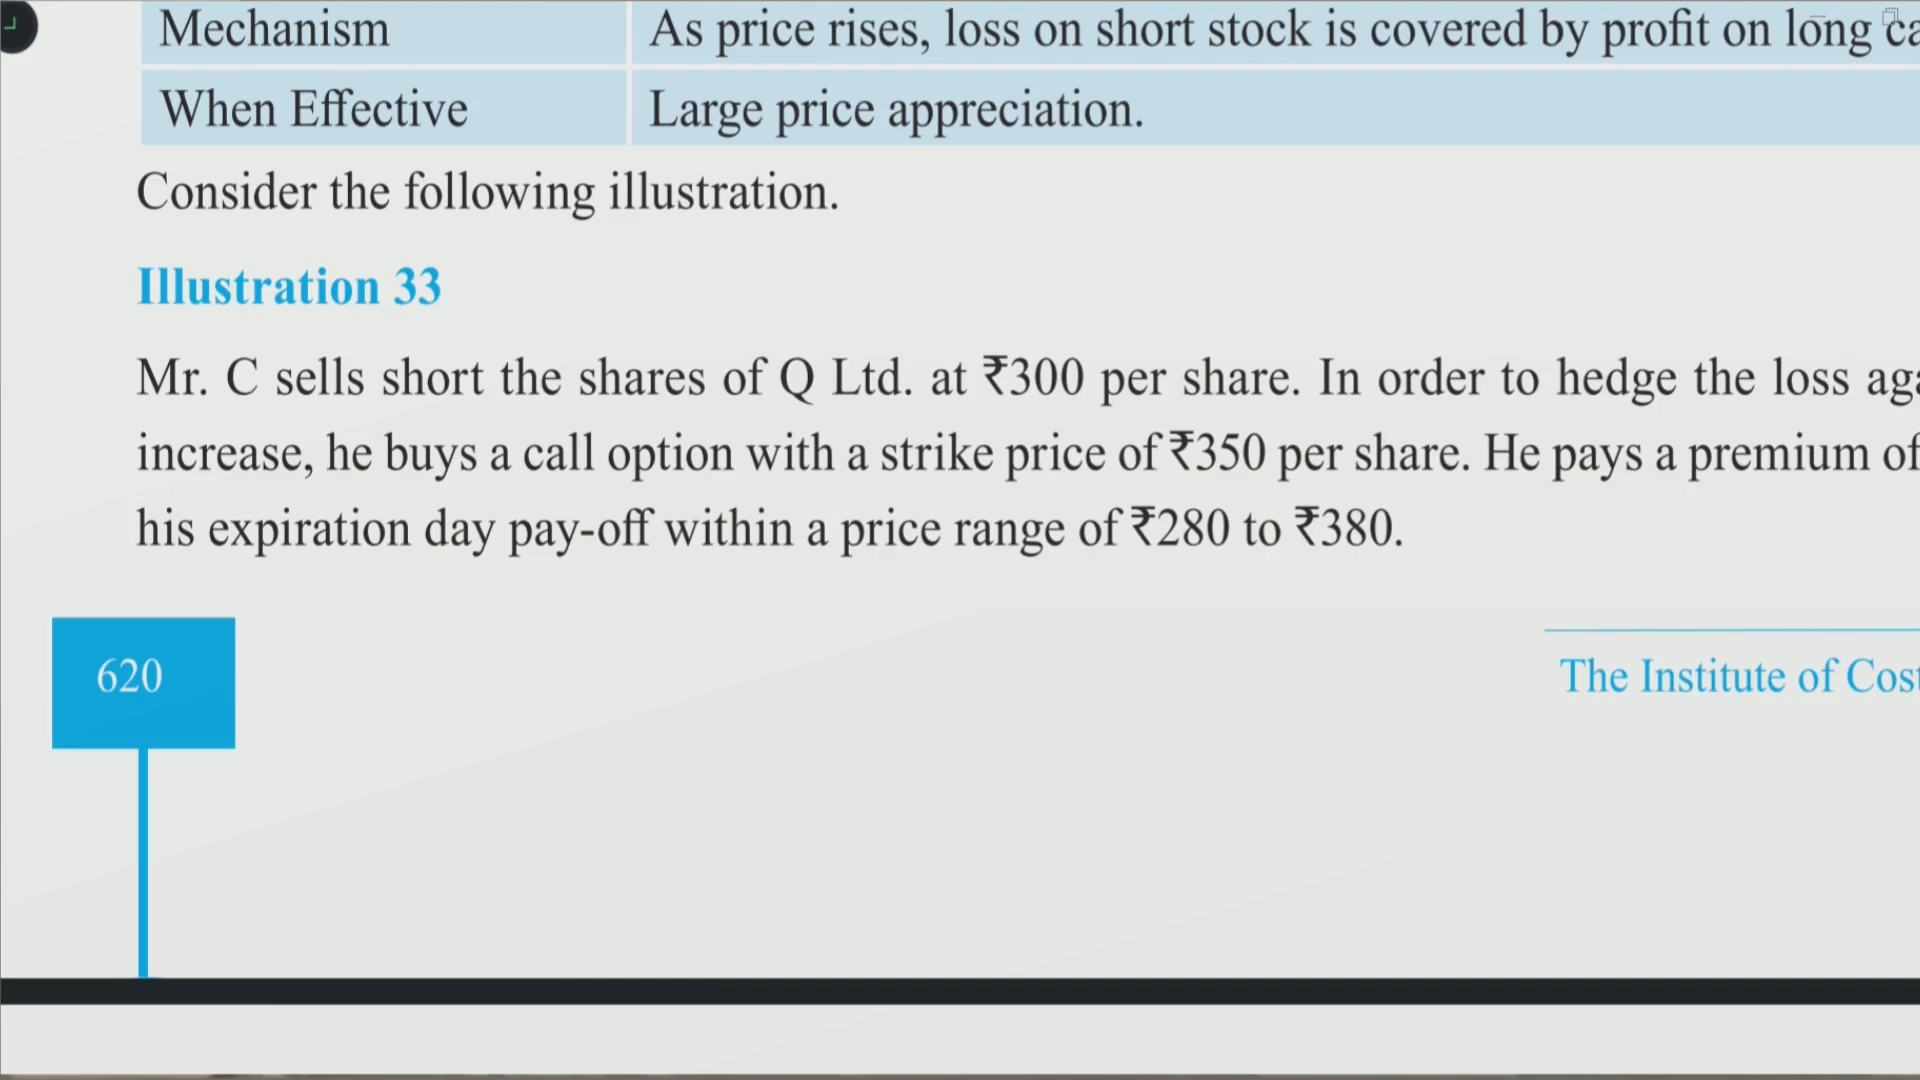 Mechanism As price rises, loss on short stock is covered by profit on long
When Effective Large price appreciation.
Consider the following illustration.
Illustration 33
Mr. C sells short the shares of Q Ltd. at ₹300 per share. In order to hedge the loss
increase, he buys a call option with a strike price of ₹350 per share. He pays a premium of
his expiration day pay-off within a price range of ₹280 to ₹380.
620
The Institute of